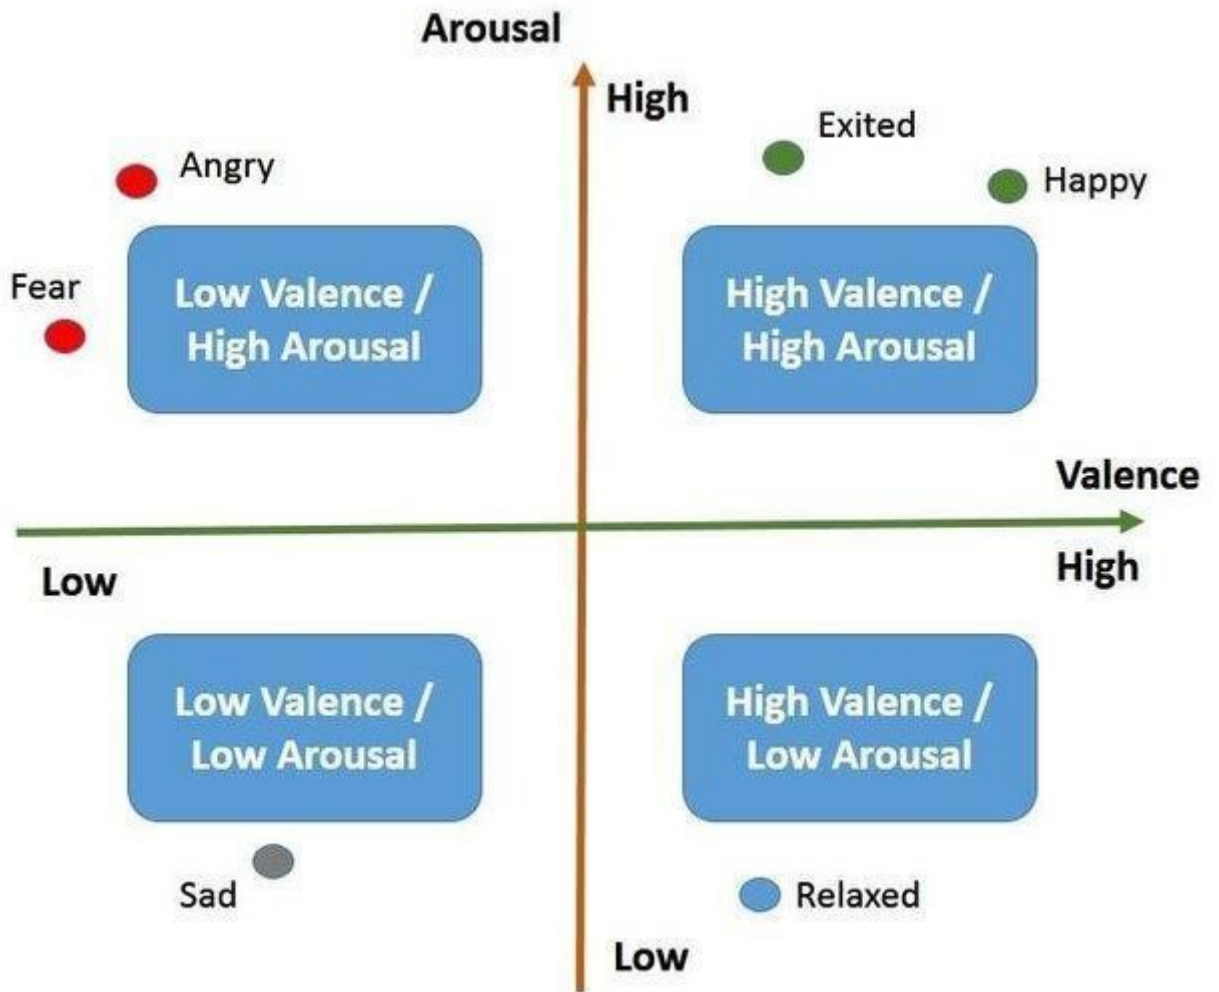 Arousal
High
Exited
Angry
Happy
Fear
Low Valence /
High Arousal
High Valence /
High Arousal
Valence
Low
High
Low Valence /
Low Arousal
High Valence /
Low Arousal
Sad
Relaxed
Low